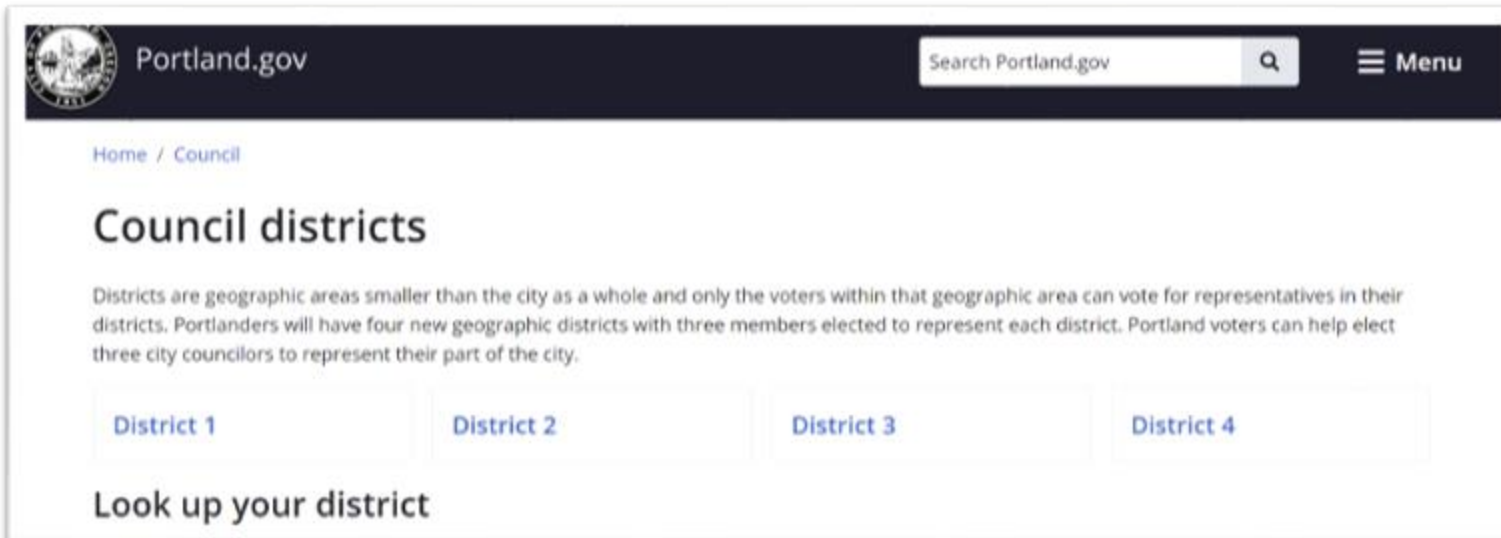 Portland.gov
Search Portland.gov
Menu
Home / Council
Council districts
Districts are geographic areas smaller than the city as a whole and only the voters within that geographic area can vote for representatives in their
districts. Portlanders will have four new geographic districts with three members elected to represent each district. Portland voters can help elect
three city councilors to represent their part of the city.
District 1
District 2
District 3
District 4
Look up your district